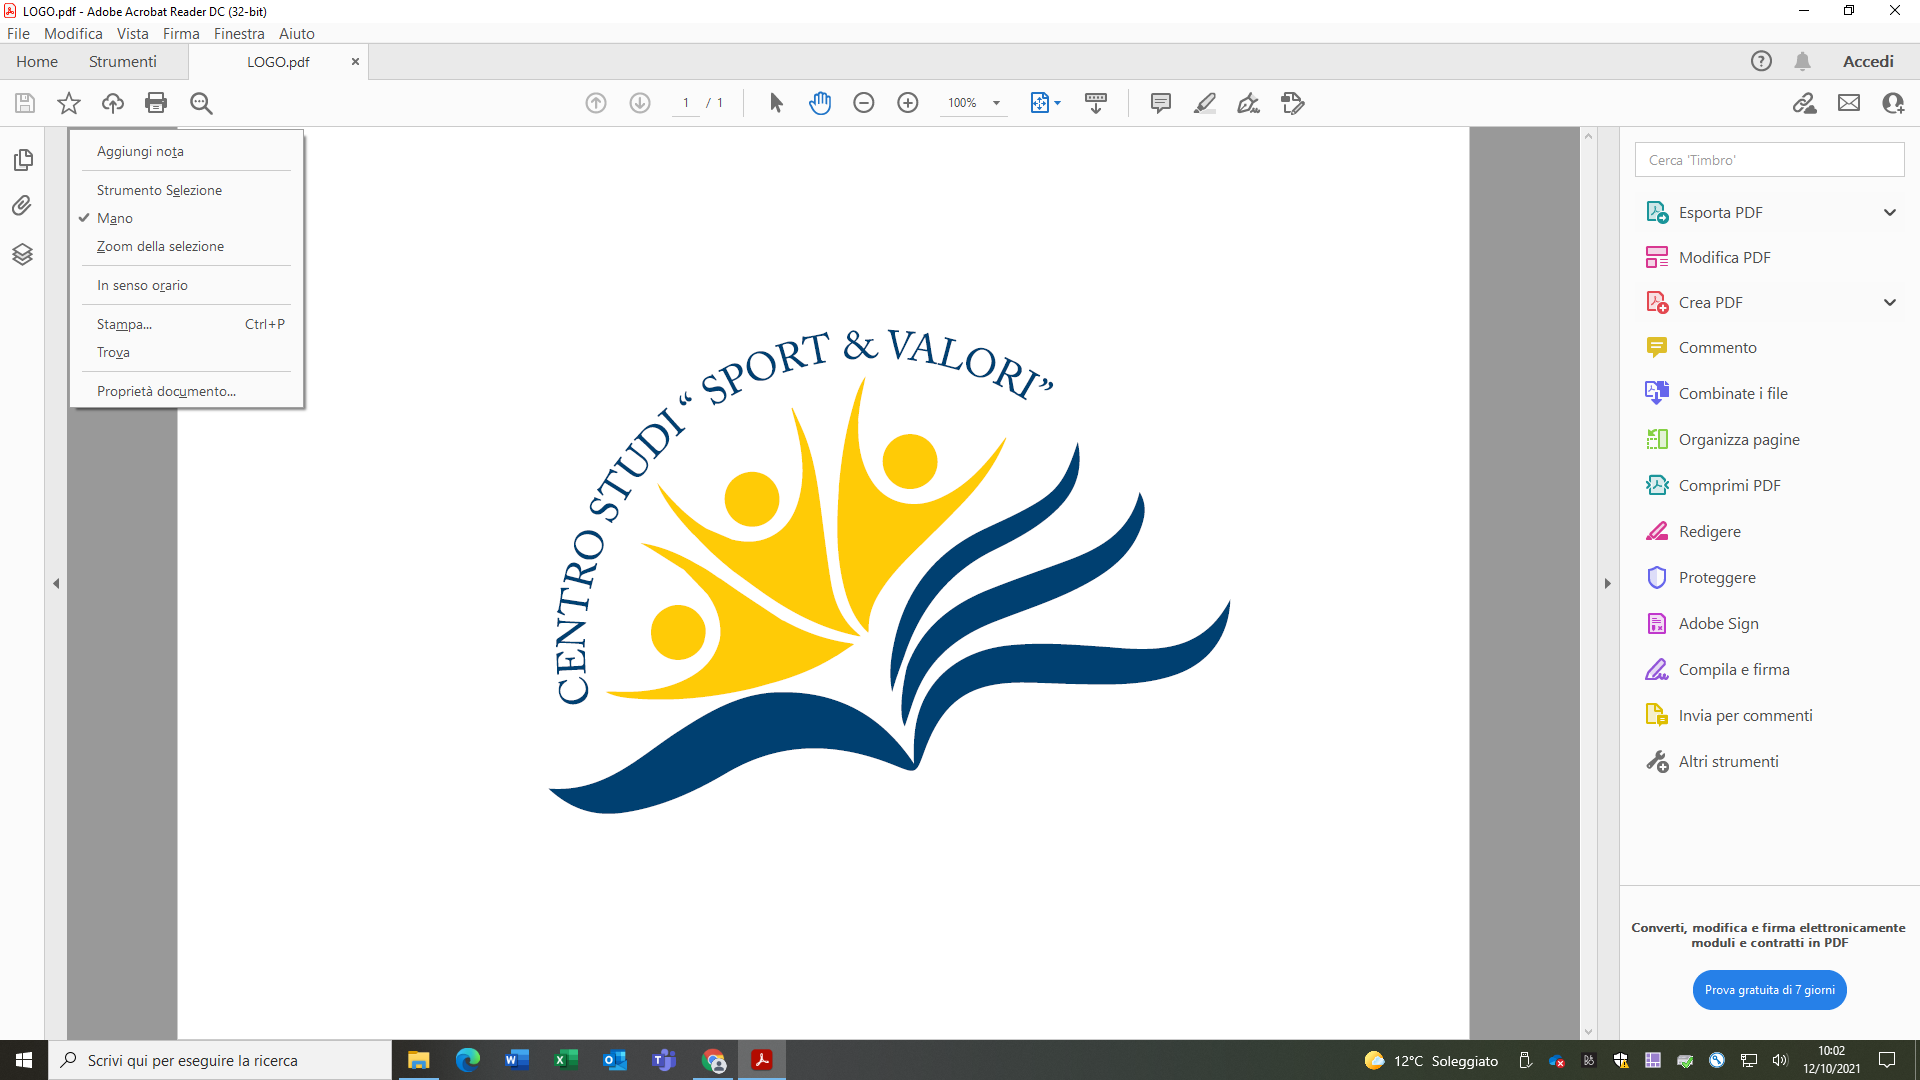 LOGO.pdf - Adobe Acrobat Reader DC (32-bit)
File Modifica Vista Firma Finestra Aiuto
Home Strumenti LOGO.pdf Accedi
1 / 1 100%
Aggiungi nota
Strumento Selezione
Mano
Zoom della selezione
In senso orario
Stampa... Ctrl+P
Trova
Proprietà documento...
CENTRO STUDI “ SPORT & VALORI”
Cerca 'Timbro'
Esporta PDF
Modifica PDF
Crea PDF
Commento
Combinate i file
Organizza pagine
Comprimi PDF
Redigere
Proteggere
Adobe Sign
Compila e firma
Invia per commenti
Altri strumenti
Converti, modifica e firma elettronicamente
moduli e contratti in PDF
Prova gratuita di 7 giorni
Scrivi qui per eseguire la ricerca
12°C Soleggiato
10:02
12/10/2021